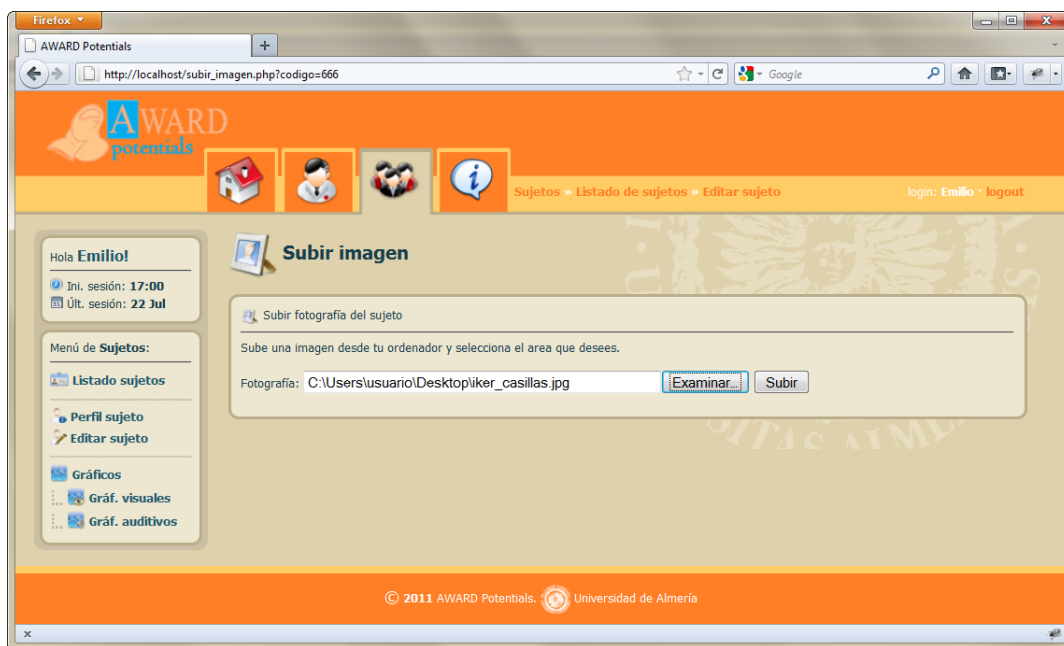 Firefox
AWARD Potentials
http://localhost/subir_imagen.php?codigo=666
Google
AWARD
potentials
Sujetos » Listado de sujetos » Editar sujeto
login: Emilio · logout
Hola Emilio!
Ini. sesión: 17:00
Últ. sesión: 22 Jul
Menú de Sujetos:
Listado sujetos
Perfil sujeto
Editar sujeto
Gráficos
Gráf. visuales
Gráf. auditivos
Subir imagen
Subir fotografía del sujeto
Sube una imagen desde tu ordenador y selecciona el area que desees.
Fotografía: C:\Users\usuario\Desktop\iker_casillas.jpg Examinar... Subir
© 2011 AWARD Potentials. Universidad de Almería